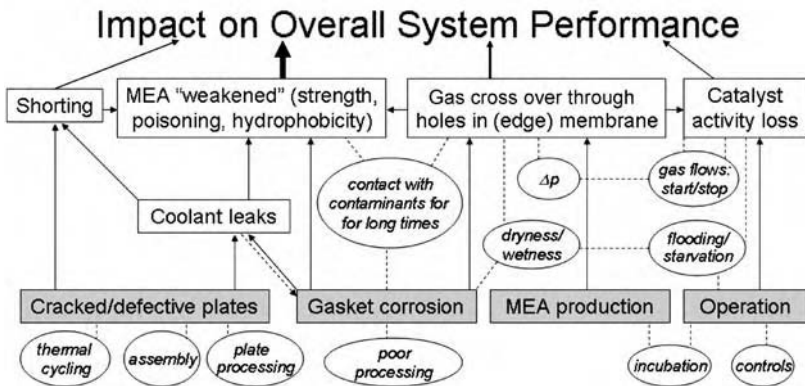 Impact on Overall System Performance
Shorting
MEA "weakened" (strength,
poisoning, hydrophobicity)
Gas cross over through
holes in (edge) membrane
Catalyst
activity loss
contact with
contaminants for
for long times
Δp
gas flows:
start/stop
Coolant leaks
dryness/
wetness
flooding/
starvation
Cracked/defective plates
Gasket corrosion
MEA production
Operation
thermal
cycling
assembly
plate
processing
poor
processing
incubation
controls